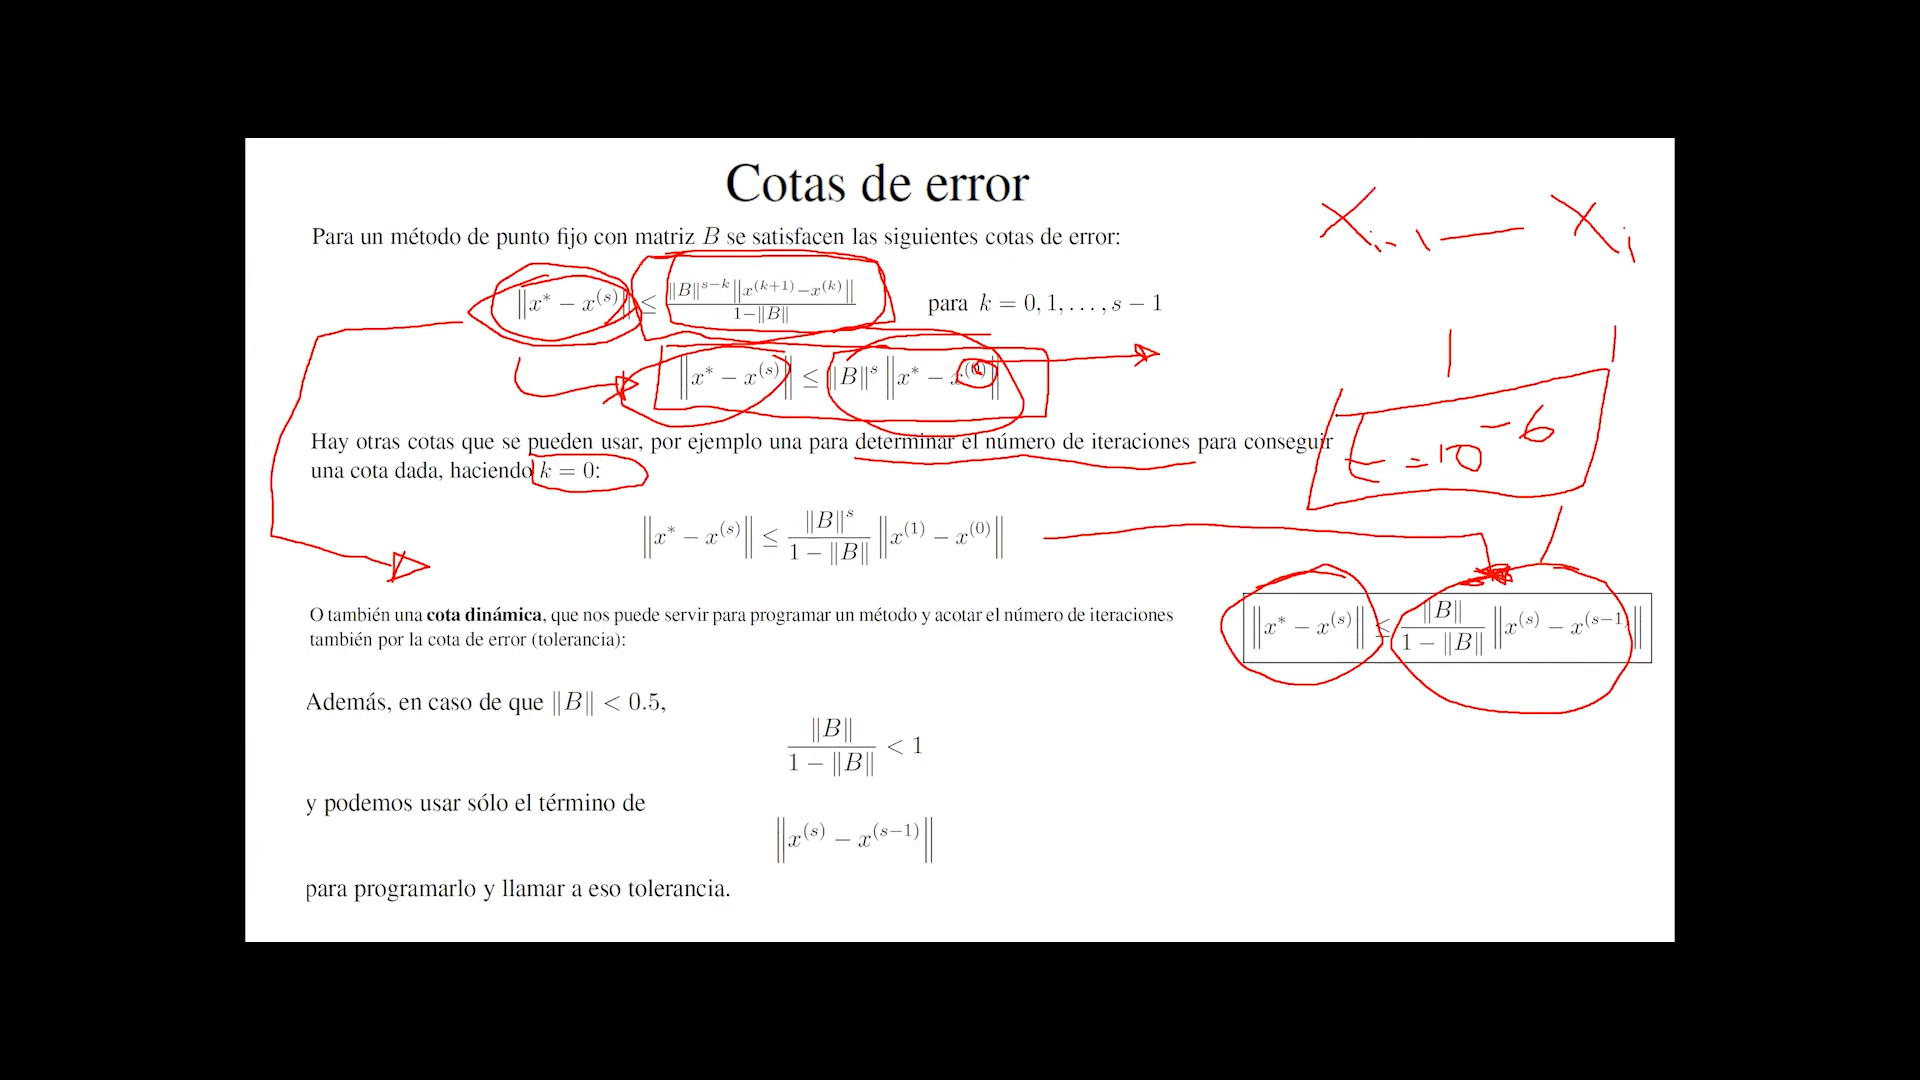 Cotas de error
Para un método de punto fijo con matriz B se satisfacen las siguientes cotas de error:
‖x* − x^(s)‖ ≤ ‖B‖^(s−k) ‖x^(k+1) − x^(k)‖ / (1−‖B‖) para k = 0, 1, . . . , s − 1
‖x* − x^(s)‖ ≤ ‖B‖^s ‖x* − x^(0)‖
Hay otras cotas que se pueden usar, por ejemplo una para determinar el número de iteraciones para conseguir
una cota dada, haciendo k = 0:
‖x* − x^(s)‖ ≤ ‖B‖^s / (1 − ‖B‖) ‖x^(1) − x^(0)‖
O también una cota dinámica, que nos puede servir para programar un método y acotar el número de iteraciones
también por la cota de error (tolerancia):
‖x* − x^(s)‖ ≤ ‖B‖ / (1 − ‖B‖) ‖x^(s) − x^(s−1)‖
Además, en caso de que ‖B‖ < 0.5,
‖B‖ / (1 − ‖B‖) < 1
y podemos usar sólo el término de
‖x^(s) − x^(s−1)‖
para programarlo y llamar a eso tolerancia.
X_i-1 — X_i
= 10^-6